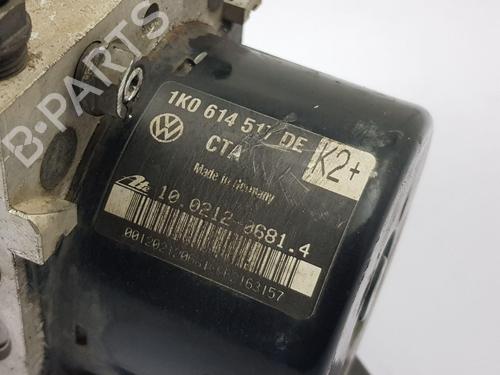 B-PARTS
1K0 614 517 DE
CTA
K2+
Made in Germany
10.0212-0681.4